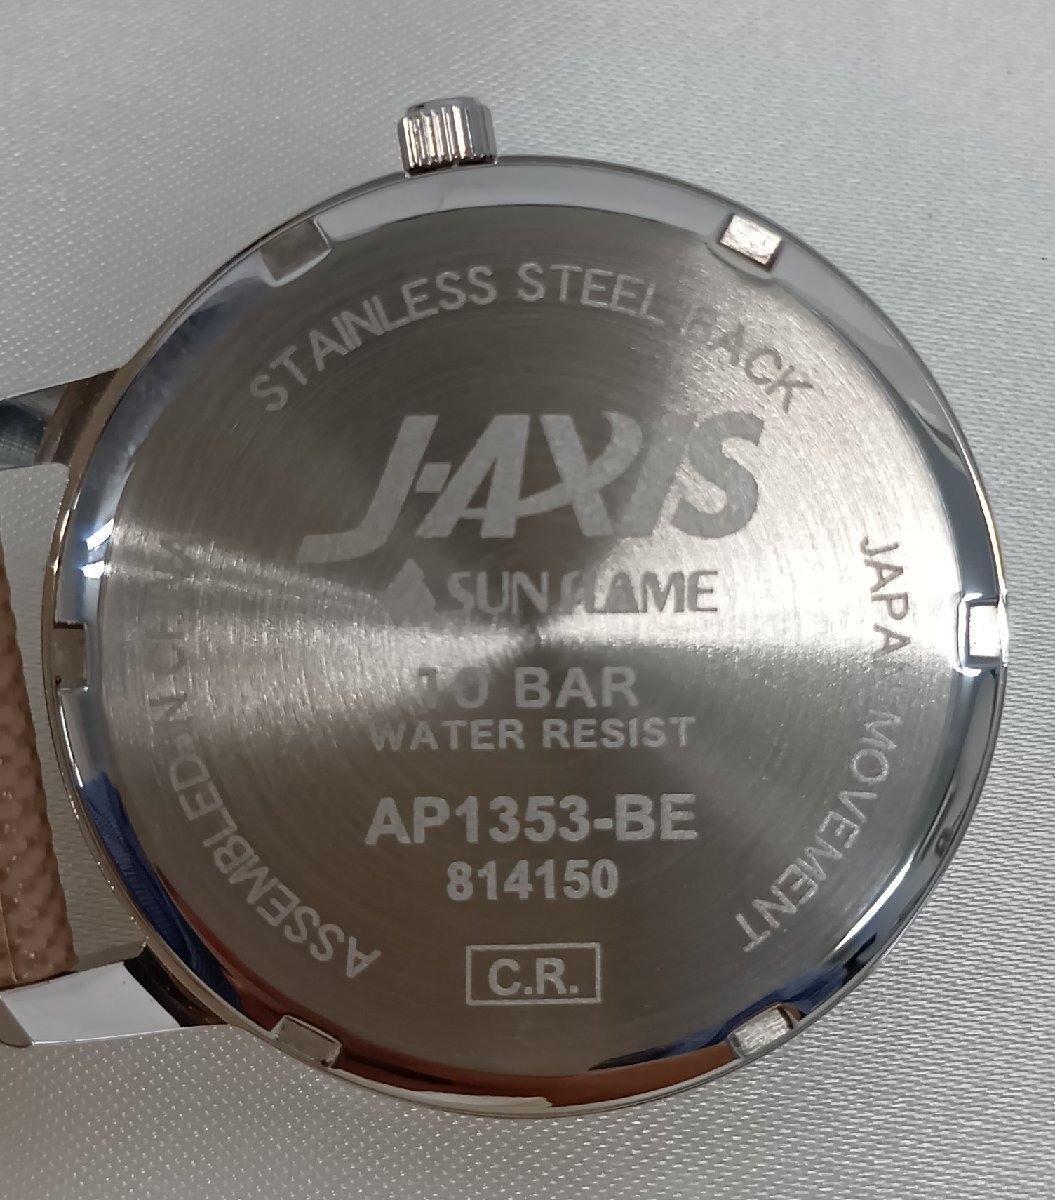 STAINLESS STEEL BACK
J-AXIS
SUN FLAME
10 BAR
WATER RESIST
AP1353-BE
814150
C.R.
JAPAN MOVEMENT
ASSEMBLED IN CHINA